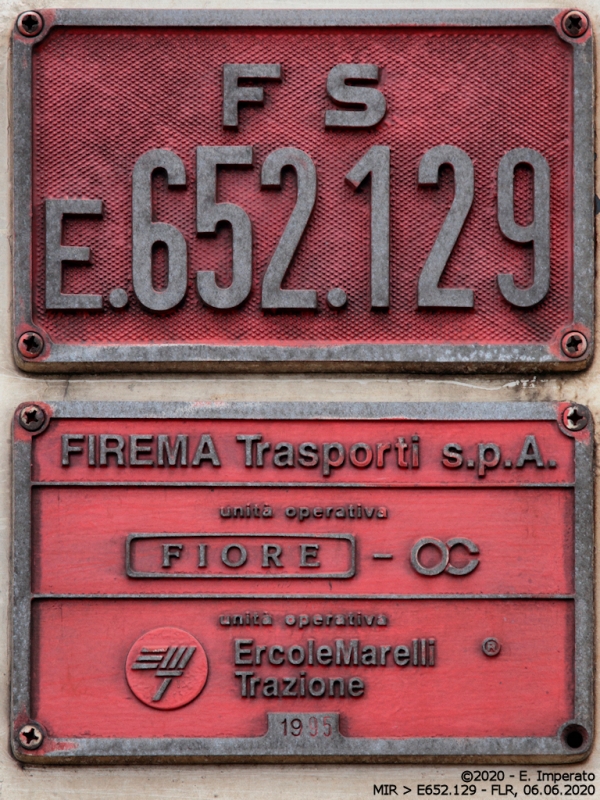 FS
E.652.129
FIREMA Trasporti s.p.A.
unità operativa
FIORE - OC
unità operativa
ErcoleMarelli ®
Trazione
©2020 - E. Imperato
MIR > E652.129 - FLR, 06.06.2020